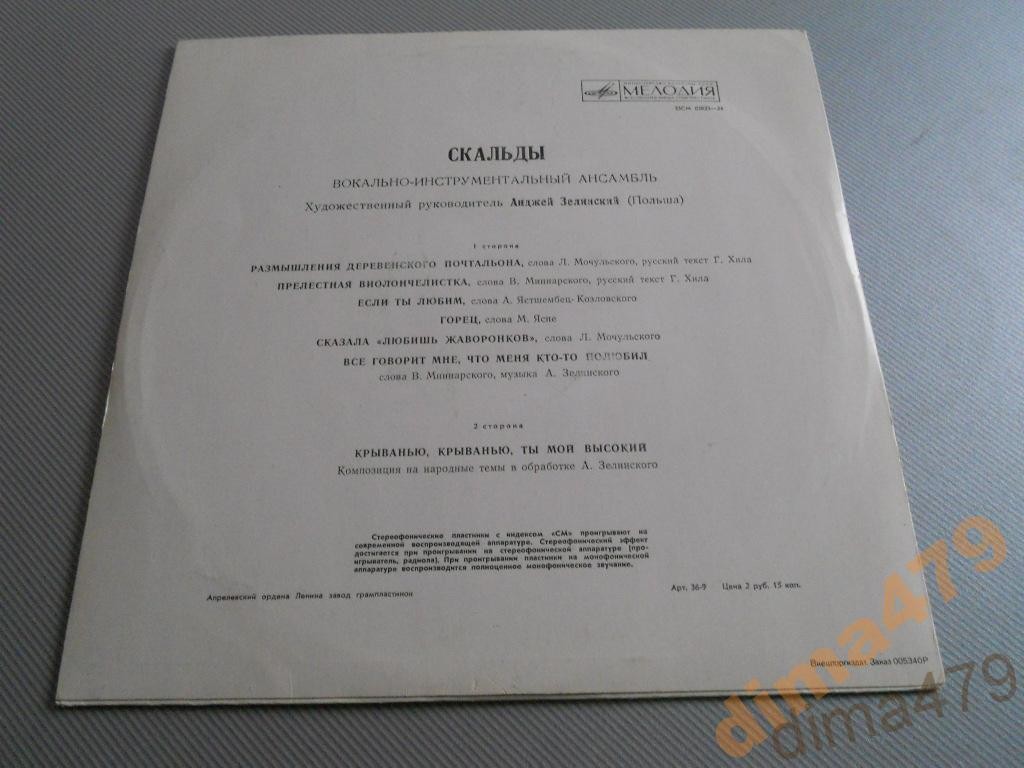 МЕЛОДИЯ
СКАЛЬДЫ
ВОКАЛЬНО-ИНСТРУМЕНТАЛЬНЫЙ АНСАМБЛЬ
Художественный руководитель Анджей Зелинский (Польша)
1 сторона
РАЗМЫШЛЕНИЯ ДЕРЕВЕНСКОГО ПОЧТАЛЬОНА, слова Л. Мочульского, русский текст Г. Хила
ПРЕЛЕСТНАЯ ВИОЛОНЧЕЛИСТКА, слова В. Миннарского, русский текст Г. Хила
ЕСЛИ ТЫ ЛЮБИМ, слова А. Ястшембец-Козловского
ГОРЕЦ, слова М. Ясне
СКАЗАЛА «ЛЮБИШЬ ЖАВОРОНКОВ», слова Л. Мочульского
ВСЕ ГОВОРИТ МНЕ, ЧТО МЕНЯ КТО-ТО ПОЛЮБИЛ
слова В. Миннарского, музыка А. Зелинского
2 сторона
КРЫВАНЬЮ, КРЫВАНЬЮ, ТЫ МОЙ ВЫСОКИЙ
Композиция на народные темы в обработке А. Зелинского
Стереофонические пластинки с индексом «СМ» проигрывают на
современной воспроизводящей аппаратуре. Стереофонический эффект
достигается при проигрывании на стереофонической аппаратуре (про-
игрыватель, радиола). При проигрывании пластинки на монофонической
аппаратуре воспроизводится полноценное монофоническое звучание.
Апрелевский ордена Ленина завод грампластинок
Арт. 36-9 Цена 2 руб. 15 коп.
Внешторгиздат. Заказ 005340Р
dima479
dima479